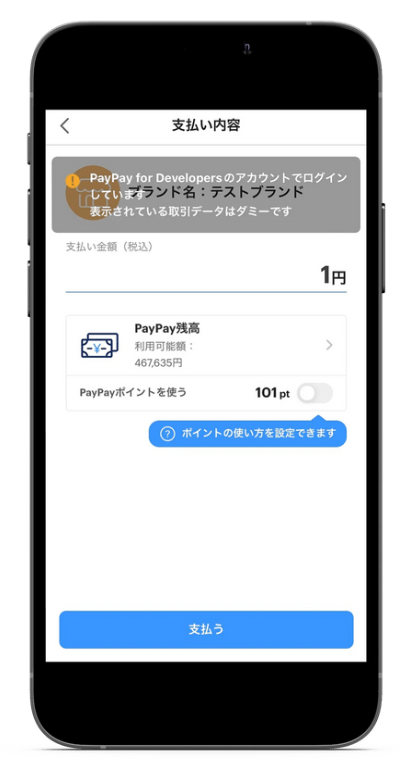 支払い内容
PayPay for Developersのアカウントでログイン
しています
ブランド名：テストブランド
表示されている取引データはダミーです
支払い金額（税込）
1円
PayPay残高
利用可能額：
467,635円
PayPayポイントを使う 101 pt
? ポイントの使い方を設定できます
支払う